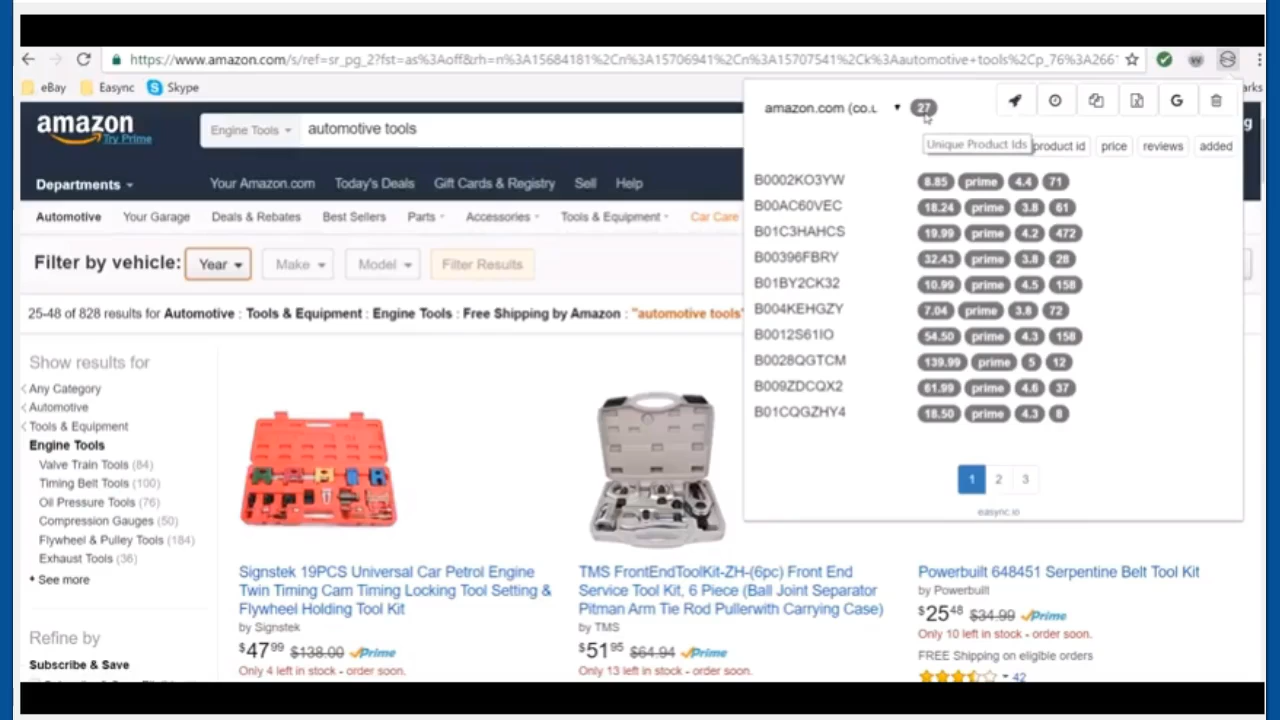 https://www.amazon.com/s/ref=sr_pg_2?fst=as%3Aoff&rh=n%3A15684181%2Cn%3A15706941%2Cn%3A15707541%2Ck%3Aautomotive+tools%2Cp_76%3A266
eBay Easync Skype
amazon
Try Prime
Engine Tools
automotive tools
Departments
Your Amazon.com Today's Deals Gift Cards & Registry Sell Help
Automotive Your Garage Deals & Rebates Best Sellers Parts Accessories Tools & Equipment Car Care
Filter by vehicle: Year Make Model Filter Results
25-48 of 828 results for Automotive : Tools & Equipment : Engine Tools : Free Shipping by Amazon : "automotive tools"
Show results for
Any Category
Automotive
Tools & Equipment
Engine Tools
Valve Train Tools (84)
Timing Belt Tools (100)
Oil Pressure Tools (76)
Compression Gauges (50)
Flywheel & Pulley Tools (184)
Exhaust Tools (36)
See more
Refine by
Subscribe & Save
Signstek 19PCS Universal Car Petrol Engine
Twin Timing Cam Timing Locking Tool Setting &
Flywheel Holding Tool Kit
by Signstek
$47.99 $138.00 Prime
Only 4 left in stock - order soon.
TMS FrontEndToolKit-ZH-(6pc) Front End
Service Tool Kit, 6 Piece (Ball Joint Separator
Pitman Arm Tie Rod Pullerwith Carrying Case)
by TMS
$51.95 $64.94 Prime
Only 13 left in stock - order soon.
Powerbuilt 648451 Serpentine Belt Tool Kit
by Powerbuilt
$25.48 $34.99 Prime
Only 10 left in stock - order soon.
FREE Shipping on eligible orders
42
amazon.com (co.u 27
G
Unique Product Ids
product id price reviews added
B0002KO3YW 8.85 prime 4.4 71
B00AC60VEC 18.24 prime 3.8 61
B01C3HAHCS 19.99 prime 4.2 472
B00396FBRY 32.43 prime 3.8 28
B01BY2CK32 10.99 prime 4.5 158
B004KEHGZY 7.04 prime 3.8 72
B0012S61IO 54.50 prime 4.3 158
B0028QGTCM 139.99 prime 5 12
B009ZDCQX2 61.99 prime 4.6 37
B01CQGZHY4 18.50 prime 4.3 8
1 2 3
easync.io